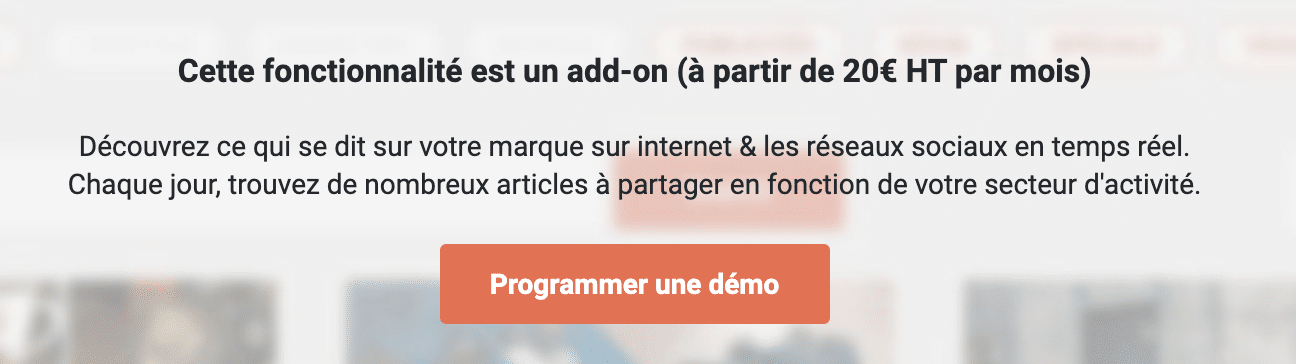 Cette fonctionnalité est un add-on (à partir de 20€ HT par mois)
Découvrez ce qui se dit sur votre marque sur internet & les réseaux sociaux en temps réel.
Chaque jour, trouvez de nombreux articles à partager en fonction de votre secteur d'activité.
Programmer une démo